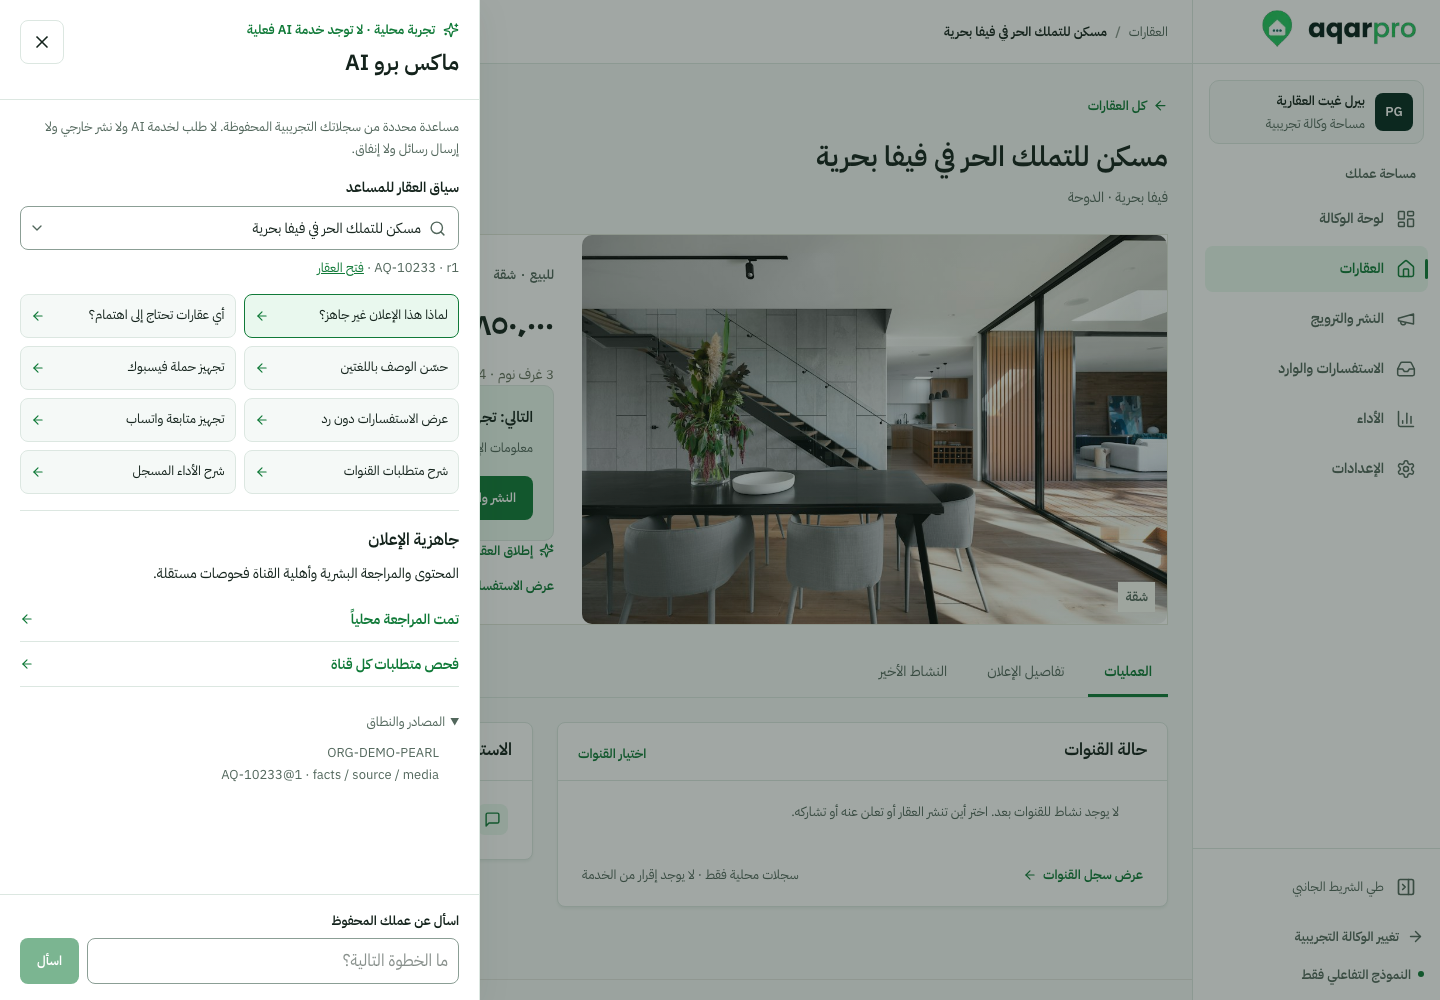 aqarpro
PG
بيرل غيت العقارية
مساحة وكالة تجريبية
مساحة عملك
لوحة الوكالة
العقارات
النشر والترويج
الاستفسارات والوارد
الأداء
الإعدادات
طي الشريط الجانبي
تغيير الوكالة التجريبية
النموذج التفاعلي فقط
العقارات / مسكن للتملك الحر في فيفا بحرية
كل العقارات
مسكن للتملك الحر في فيفا بحرية
فيفا بحرية · الدوحة
شقة
للبيع · شقة
٨٥٠,٠٠٠
3 غرف نوم · 4
التالي:
معلومات
النشر
إطلاق
عرض
العمليات
تفاصيل الإعلان
النشاط الأخير
حالة القنوات
اختيار القنوات
لا يوجد نشاط للقنوات بعد. اختر أين تنشر العقار أو تعلن عنه أو تشاركه.
عرض سجل القنوات
سجلات محلية فقط · لا يوجد إقرار من الخدمة
تجربة محلية · لا توجد خدمة AI فعلية
ماكس برو AI
مساعدة محددة من سجلاتك التجريبية المحفوظة. لا طلب لخدمة AI ولا نشر خارجي ولا
إرسال رسائل ولا إنفاق.
سياق العقار للمساعد
مسكن للتملك الحر في فيفا بحرية
AQ-10233 · r1 · فتح العقار
لماذا هذا الإعلان غير جاهز؟
أي عقارات تحتاج إلى اهتمام؟
حسّن الوصف باللغتين
تجهيز حملة فيسبوك
عرض الاستفسارات دون رد
تجهيز متابعة واتساب
شرح متطلبات القنوات
شرح الأداء المسجل
جاهزية الإعلان
المحتوى والمراجعة البشرية وأهلية القناة فحوصات مستقلة.
تمت المراجعة محلياً
فحص متطلبات كل قناة
المصادر والنطاق
ORG-DEMO-PEARL
AQ-10233@1 · facts / source / media
اسأل عن عملك المحفوظ
ما الخطوة التالية؟
اسأل